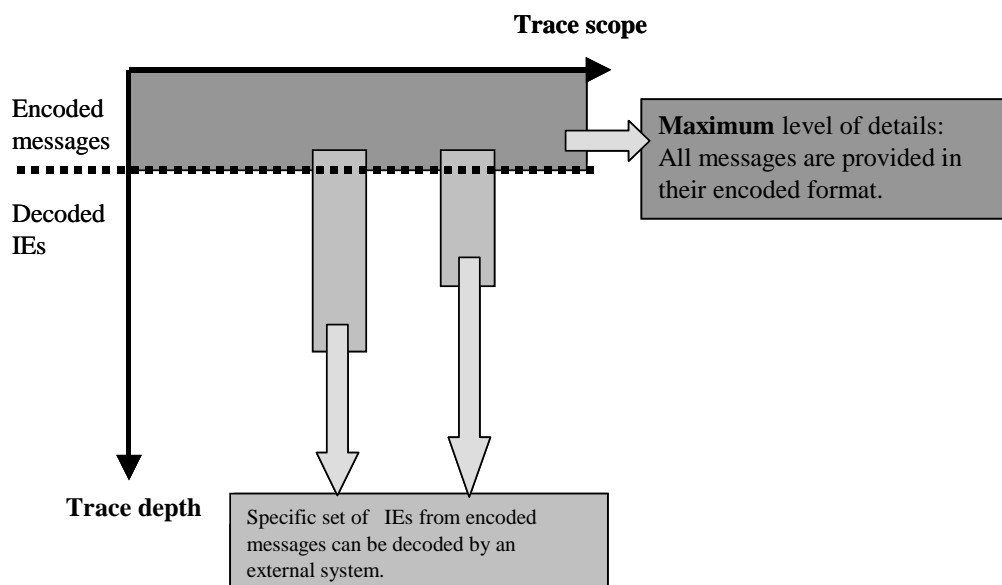 Trace scope
Encoded
messages
Maximum level of details:
All messages are provided in
their encoded format.
Decoded
IEs
Trace depth
Specific set of IEs from encoded
messages can be decoded by an
external system.